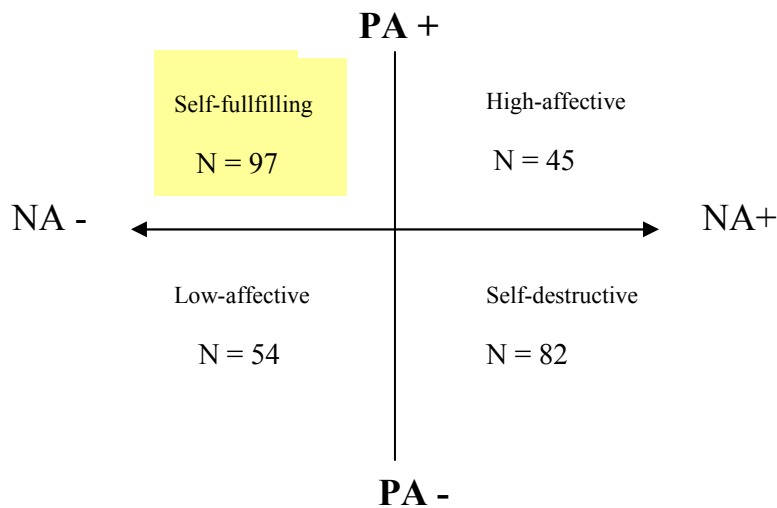 PA +
Self-fullfilling
High-affective
N = 97
N = 45
NA -
NA+
Low-affective
Self-destructive
N = 54
N = 82
PA -